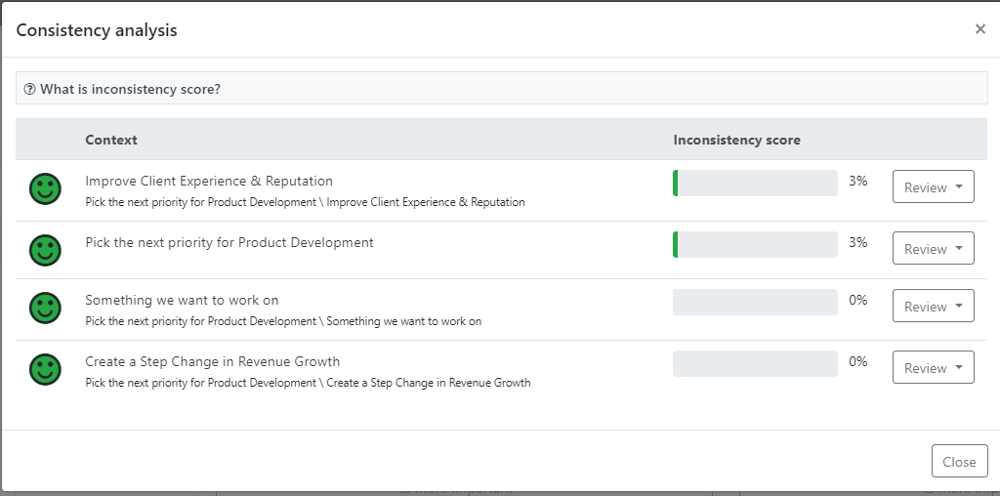 Consistency analysis
×
What is inconsistency score?
Context Inconsistency score
Improve Client Experience & Reputation 3% Review
Pick the next priority for Product Development \ Improve Client Experience & Reputation
Pick the next priority for Product Development 3% Review
Something we want to work on 0% Review
Pick the next priority for Product Development \ Something we want to work on
Create a Step Change in Revenue Growth 0% Review
Pick the next priority for Product Development \ Create a Step Change in Revenue Growth
Close